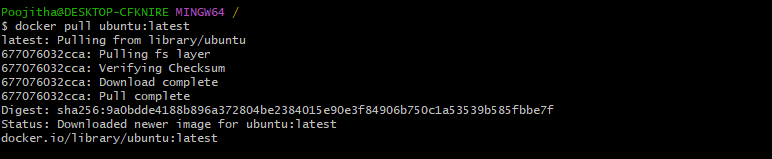 Poojitha@DESKTOP-CFKNIRE MINGW64 /
$ docker pull ubuntu:latest
latest: Pulling from library/ubuntu
677076032cca: Pulling fs layer
677076032cca: Verifying Checksum
677076032cca: Download complete
677076032cca: Pull complete
Digest: sha256:9a0bdde4188b896a372804be2384015e90e3f84906b750c1a53539b585fbbe7f
Status: Downloaded newer image for ubuntu:latest
docker.io/library/ubuntu:latest